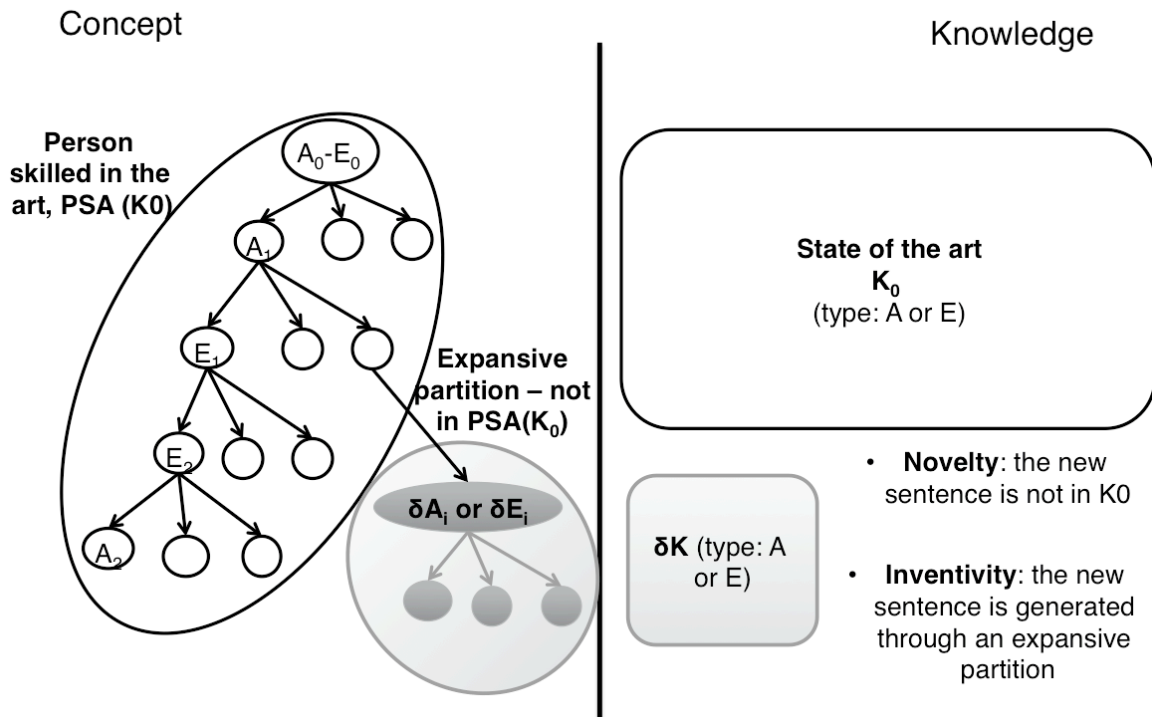 Concept
Knowledge
Person
skilled in the
art, PSA (K0)
A₀-E₀
A₁
E₁
E₂
A₂
Expansive
partition – not
in PSA(K₀)
δAᵢ or δEᵢ
State of the art
K₀
(type: A or E)
δK (type: A
or E)
• Novelty: the new
sentence is not in K0
• Inventivity: the new
sentence is generated
through an expansive
partition